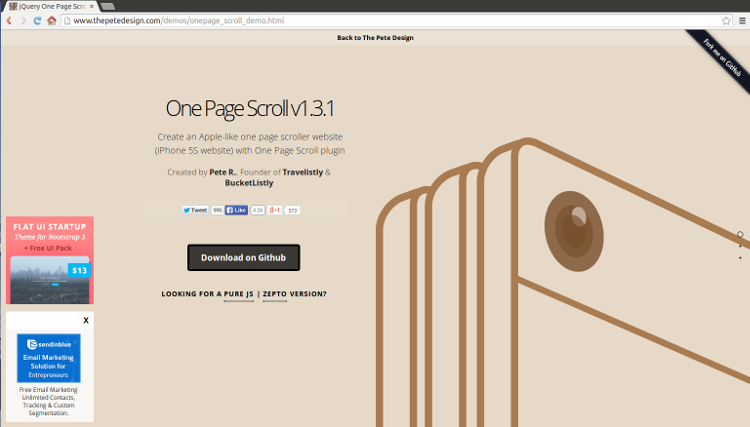 jQuery One Page Scro
www.thepetedesign.com/demos/onepage_scroll_demo.html
Back to The Pete Design
Fork me on GitHub
One Page Scroll v1.3.1
Create an Apple-like one page scroller website
(iPhone 5S website) with One Page Scroll plugin
Created by Pete R., Founder of Travelistly &
BucketListly
Tweet 995 Like 4.2k +1 372
Download on Github
LOOKING FOR A PURE JS | ZEPTO VERSION?
FLAT UI STARTUP
Theme for Bootstrap 3
+ Free UI Pack
$13
X
sendinblue
Email Marketing
Solution for
Entrepreneurs
Free Email Marketing
Unlimited Contacts,
Tracking & Custom
Segmentation.